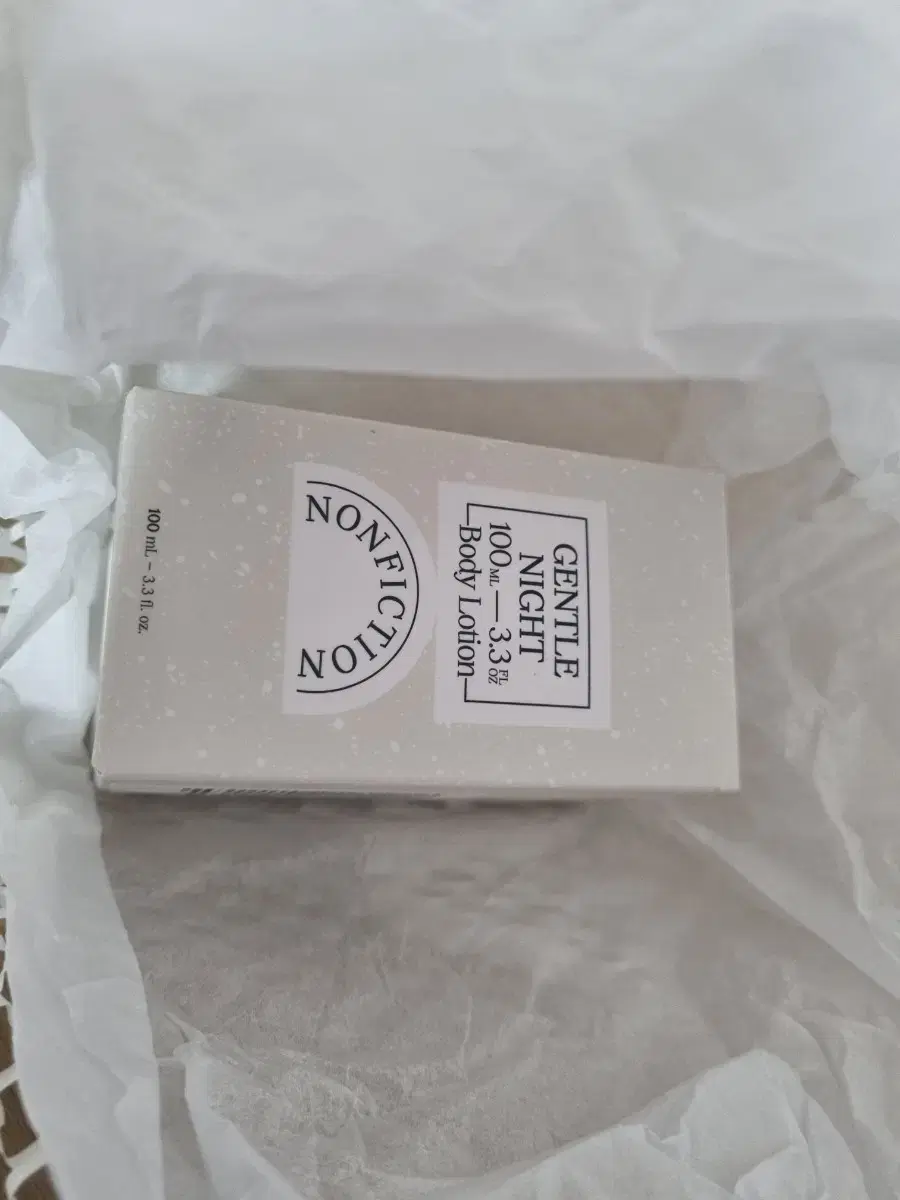 GENTLE
NIGHT
100 ML — 3.3 FL OZ
Body Lotion
NONFICTION
100 mL – 3.3 fl. oz.